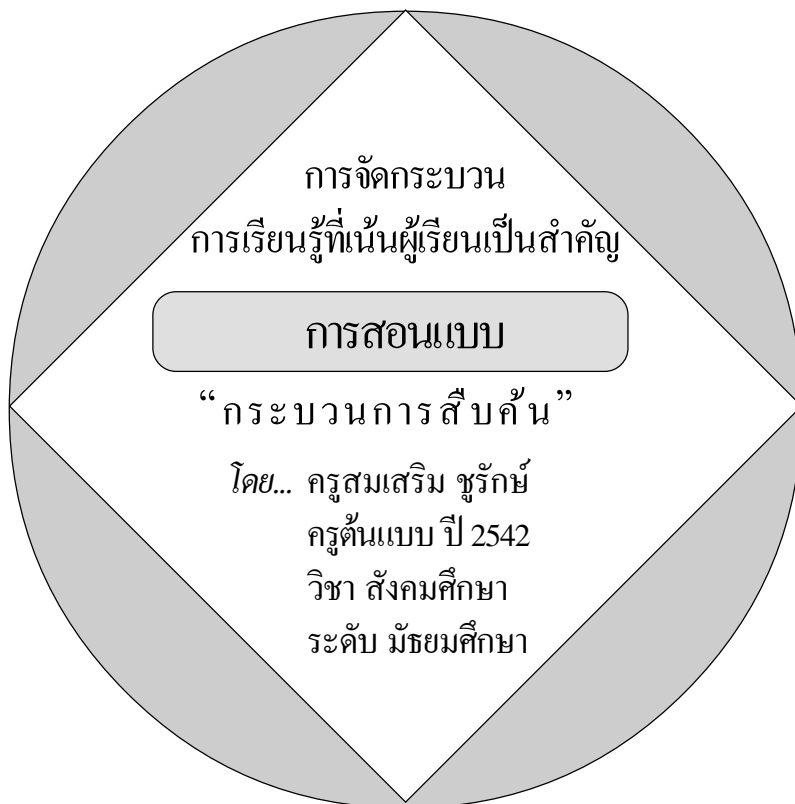 การจัดกระบวน
การเรียนรู้ที่เน้นผู้เรียนเป็นสำคัญ
การสอนแบบ
“กระบวนการสืบค้น”
โดย... ครูสมเสริม ชูรักษ์
ครูต้นแบบ ปี 2542
วิชา สังคมศึกษา
ระดับ มัธยมศึกษา